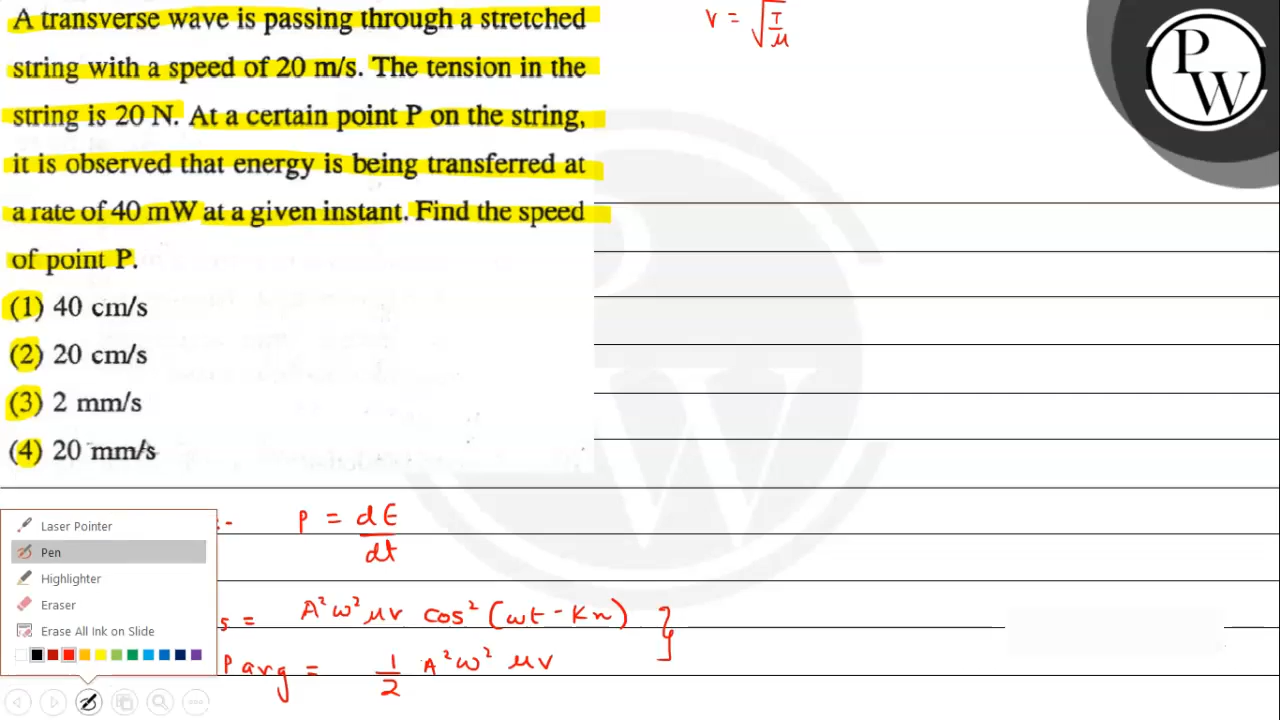 A transverse wave is passing through a stretched
string with a speed of 20 m/s. The tension in the
string is 20 N. At a certain point P on the string,
it is observed that energy is being transferred at
a rate of 40 mW at a given instant. Find the speed
of point P.
(1) 40 cm/s
(2) 20 cm/s
(3) 2 mm/s
(4) 20 mm/s
v = √T/μ
PW
:- P = dE/dt
s = A²ω²μv cos²(ωt - Kx)
P avg = 1/2 A²ω² μv
Laser Pointer
Pen
Highlighter
Eraser
Erase All Ink on Slide